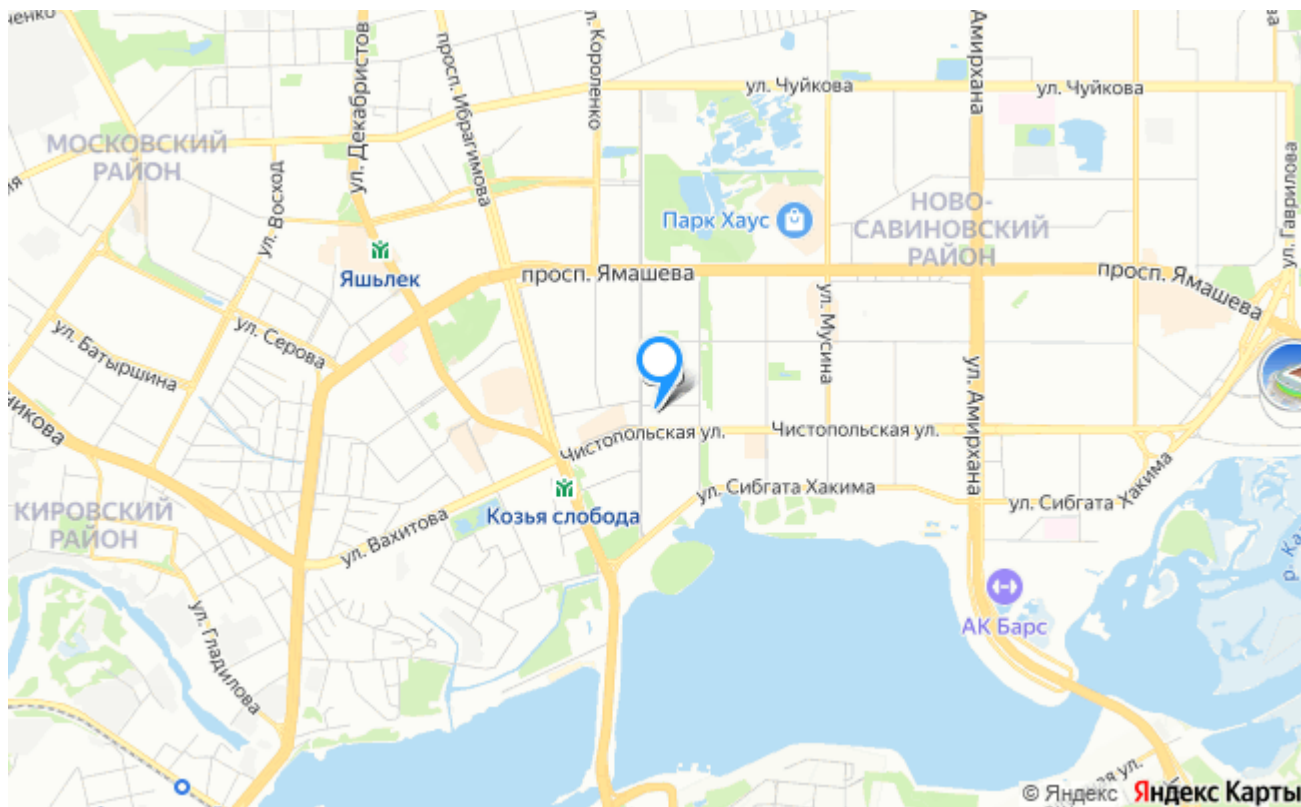 ченко
ул. Декабристов
просп. Ибрагимова
ул. Короленко
ул. Чуйкова
Амирхана
ул. Чуйкова
МОСКОВСКИЙ
РАЙОН
ул. Восход
ул. Гаврилова
Парк Хаус
НОВО-
САВИНОВСКИЙ
РАЙОН
Яшьлек
просп. Ямашева
просп. Ямашева
ул. Серова
ул. Мусина
ул. Батыршина
никова
ул. Амирхана
Чистопольская ул.
Чистопольская ул.
ул. Сибгата Хакима
ул. Сибгата Хакима
Козья слобода
КИРОВСКИЙ
РАЙОН
ул. Вахитова
р. Ка
ул. Гладилова
АК Барс
ая ул.
© Яндекс Яндекс Карты